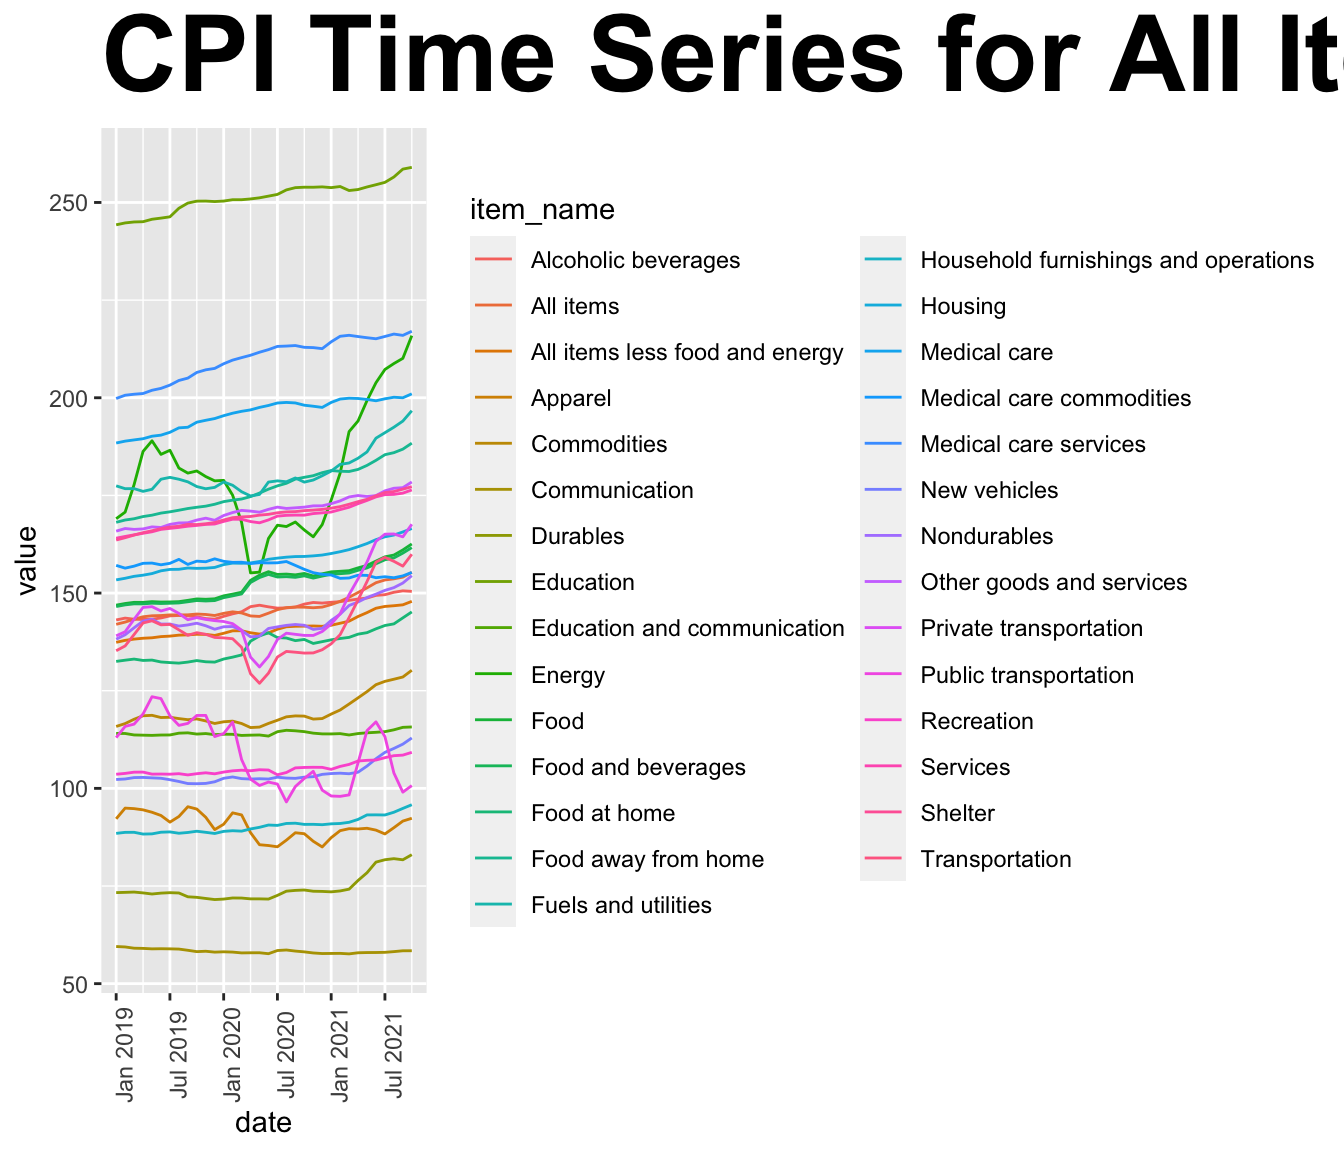 CPI Time Series for All It
value
250
200
150
100
50
Jan 2019
Jul 2019
Jan 2020
Jul 2020
Jan 2021
Jul 2021
date
item_name
Alcoholic beverages
All items
All items less food and energy
Apparel
Commodities
Communication
Durables
Education
Education and communication
Energy
Food
Food and beverages
Food at home
Food away from home
Fuels and utilities
Household furnishings and operations
Housing
Medical care
Medical care commodities
Medical care services
New vehicles
Nondurables
Other goods and services
Private transportation
Public transportation
Recreation
Services
Shelter
Transportation